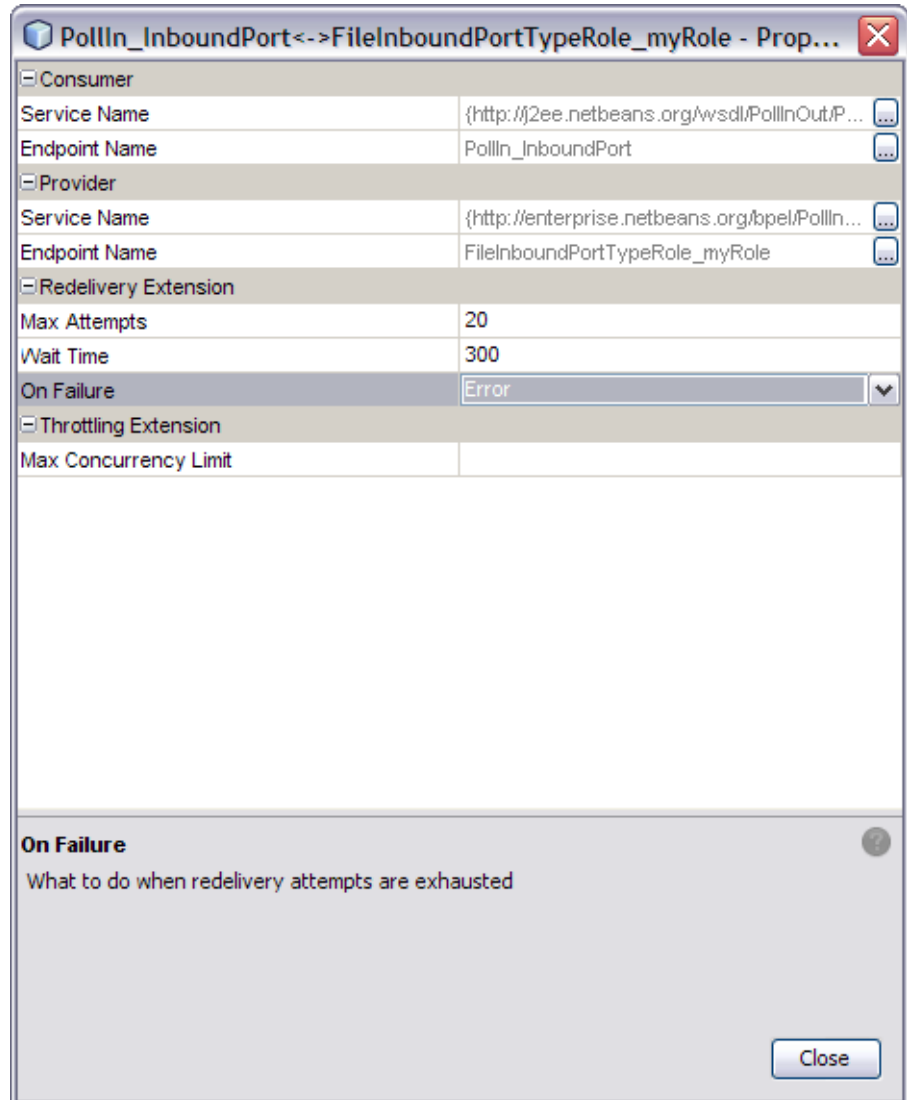 PollIn_InboundPort<->FileInboundPortTypeRole_myRole - Prop...
Consumer
Service Name {http://j2ee.netbeans.org/wsdl/PollInOut/P... ...
Endpoint Name PollIn_InboundPort ...
Provider
Service Name {http://enterprise.netbeans.org/bpel/PollIn... ...
Endpoint Name FileInboundPortTypeRole_myRole ...
Redelivery Extension
Max Attempts 20
Wait Time 300
On Failure Error
Throttling Extension
Max Concurrency Limit
On Failure ?
What to do when redelivery attempts are exhausted
Close